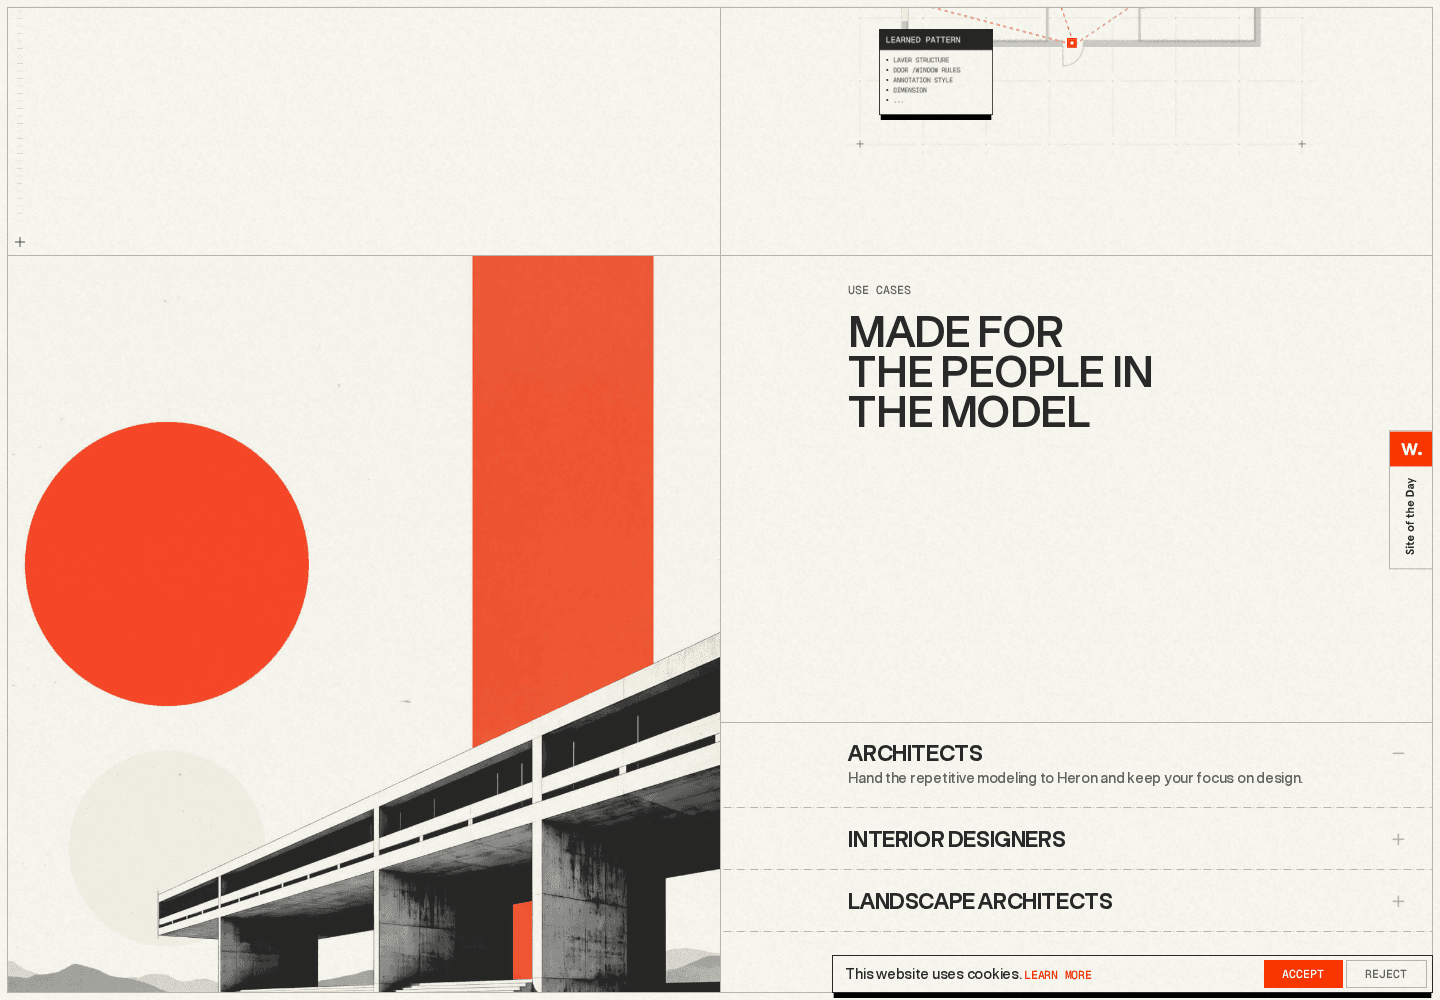 LEARNED PATTERN
• LAYER STRUCTURE
• DOOR /WINDOW RULES
• ANNOTATION STYLE
• DIMENSION
• ...
USE CASES
MADE FOR
THE PEOPLE IN
THE MODEL
W.
Site of the Day
ARCHITECTS
Hand the repetitive modeling to Heron and keep your focus on design.
INTERIOR DESIGNERS
LANDSCAPE ARCHITECTS
This website uses cookies. LEARN MORE
ACCEPT
REJECT